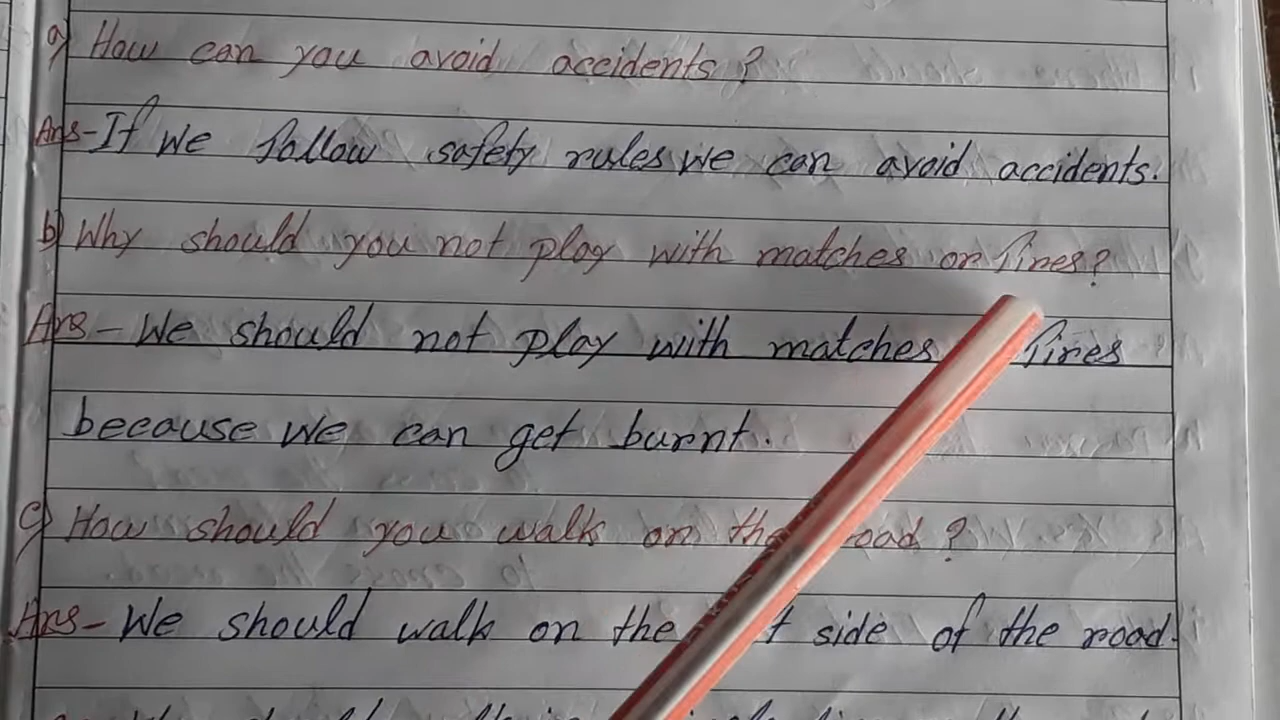 a) How can you avoid accidents?
Ans- If we follow safety rules we can avoid accidents.
b) Why should you not play with matches or fires?
Ans- We should not play with matches fires
because we can get burnt.
c) How should you walk on the road?
Ans- We should walk on the side of the road.